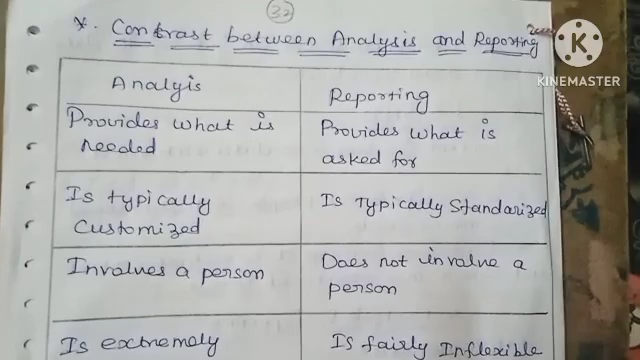 32
*. Contrast between Analysis and Reporting
K
KINEMASTER
Analyis
Reporting
Provides what is
needed
Provides what is
asked for
Is typically
Customized
Is Typically Standarized
Involves a person
Does not involve a
person
Is extremely
Is fairly Inflexible